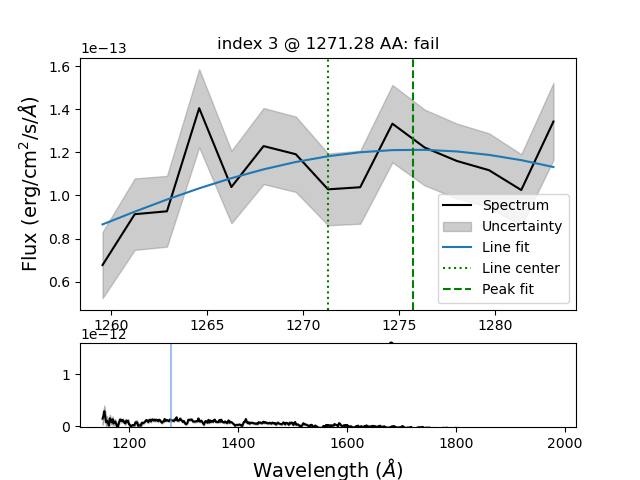 index 3 @ 1271.28 AA: fail
1e−13
1.6
1.4
1.2
1.0
0.8
0.6
Flux (erg/cm²/s/Å)
Spectrum
Uncertainty
Line fit
Line center
Peak fit
1260 1265 1270 1275 1280
1e−12
1
0
1200 1400 1600 1800 2000
Wavelength (Å)